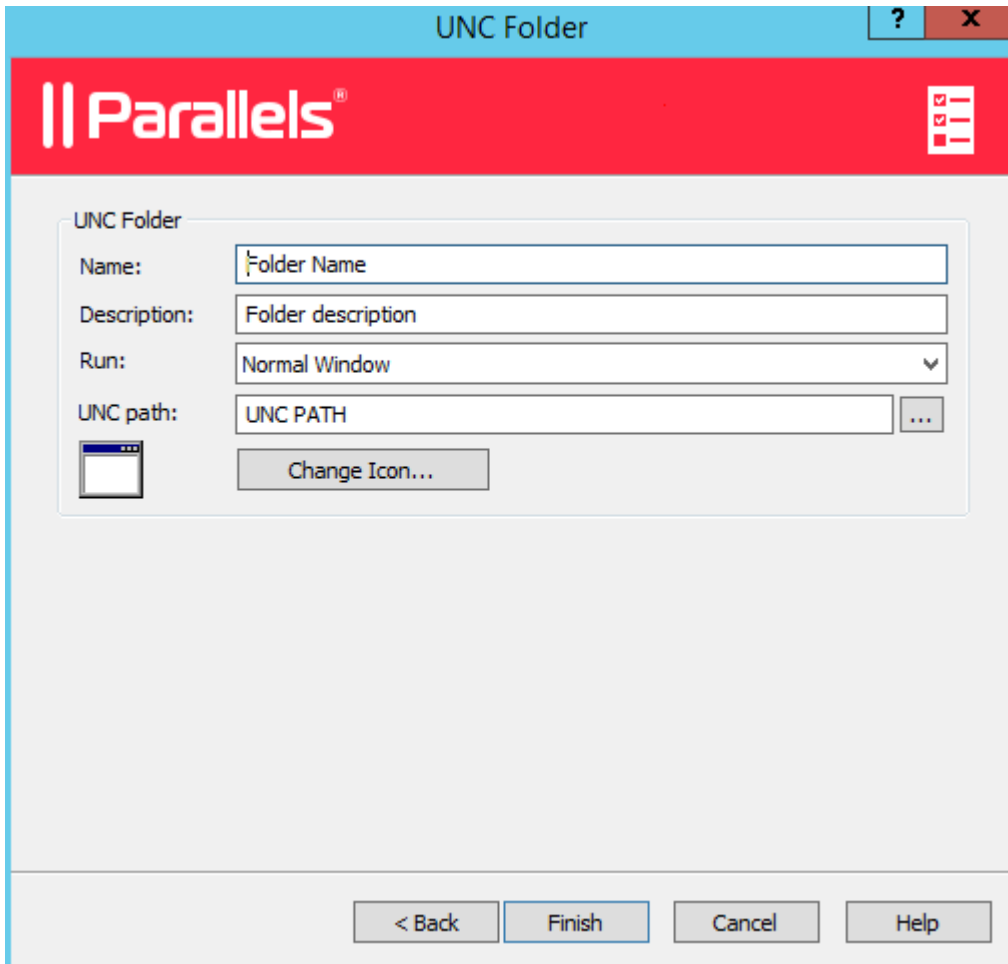 UNC Folder
?
x
Parallels®
UNC Folder
Name: Folder Name
Description: Folder description
Run: Normal Window
UNC path: UNC PATH ...
Change Icon...
< Back Finish Cancel Help